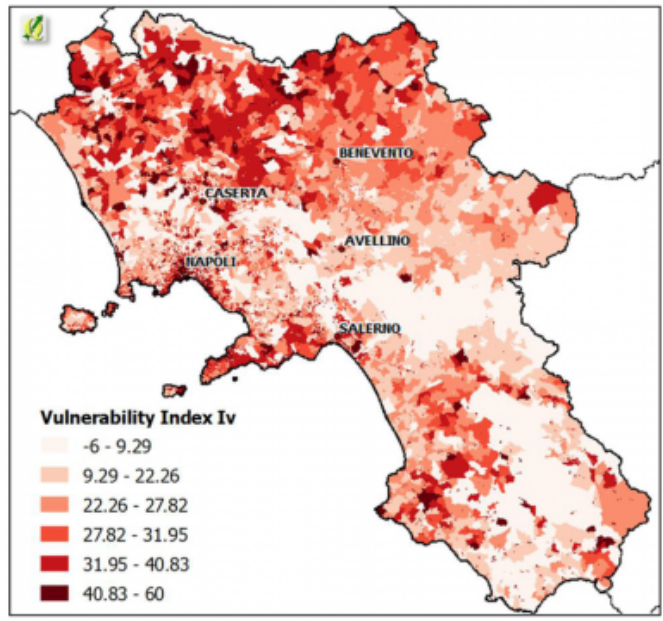 BENEVENTO
CASERTA
AVELLINO
NAPOLI
SALERNO
Vulnerability Index Iv
-6 - 9.29
9.29 - 22.26
22.26 - 27.82
27.82 - 31.95
31.95 - 40.83
40.83 - 60